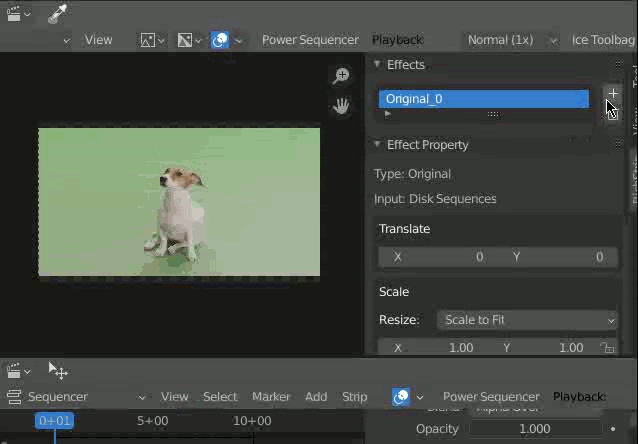 View Power Sequencer Playback Normal (1x) Ice Toolbag
Effects
Original_0
Effect Property
Type: Original
Input: Disk Sequences
Translate
X 0 Y 0
Scale
Resize: Scale to Fit
X 1.00 Y 1.00
Sequencer View Select Marker Add Strip Power Sequencer Playback:
0+01 5+00 10+00
Opacity 1.000